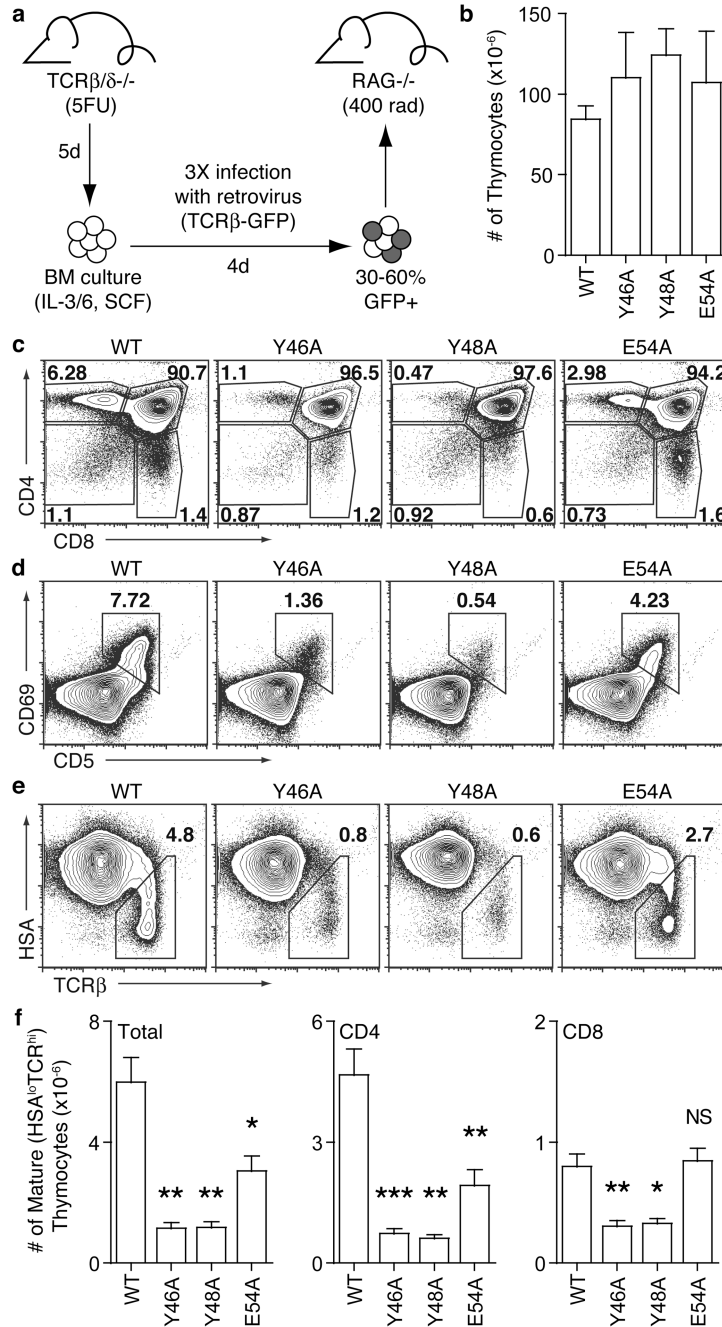 a
TCRβ/δ-/-
(5FU)
RAG-/-
(400 rad)
5d
3X infection
with retrovirus
(TCRβ-GFP)
4d
BM culture
(IL-3/6, SCF)
30-60%
GFP+
b
# of Thymocytes (x10-6)
150
100
50
0
WT
Y46A
Y48A
E54A
c
WT
Y46A
Y48A
E54A
6.28
90.7
1.1
96.5
0.47
97.6
2.98
94.2
1.1
1.4
0.87
1.2
0.92
0.6
0.73
1.6
CD4
CD8
d
WT
Y46A
Y48A
E54A
7.72
1.36
0.54
4.23
CD69
CD5
e
WT
Y46A
Y48A
E54A
4.8
0.8
0.6
2.7
HSA
TCRβ
f
# of Mature (HSAloTCRhi)
Thymocytes (x10-6)
Total
8
4
0
**
**
*
WT
Y46A
Y48A
E54A
CD4
6
3
0
***
**
**
WT
Y46A
Y48A
E54A
CD8
2
1
0
**
*
NS
WT
Y46A
Y48A
E54A